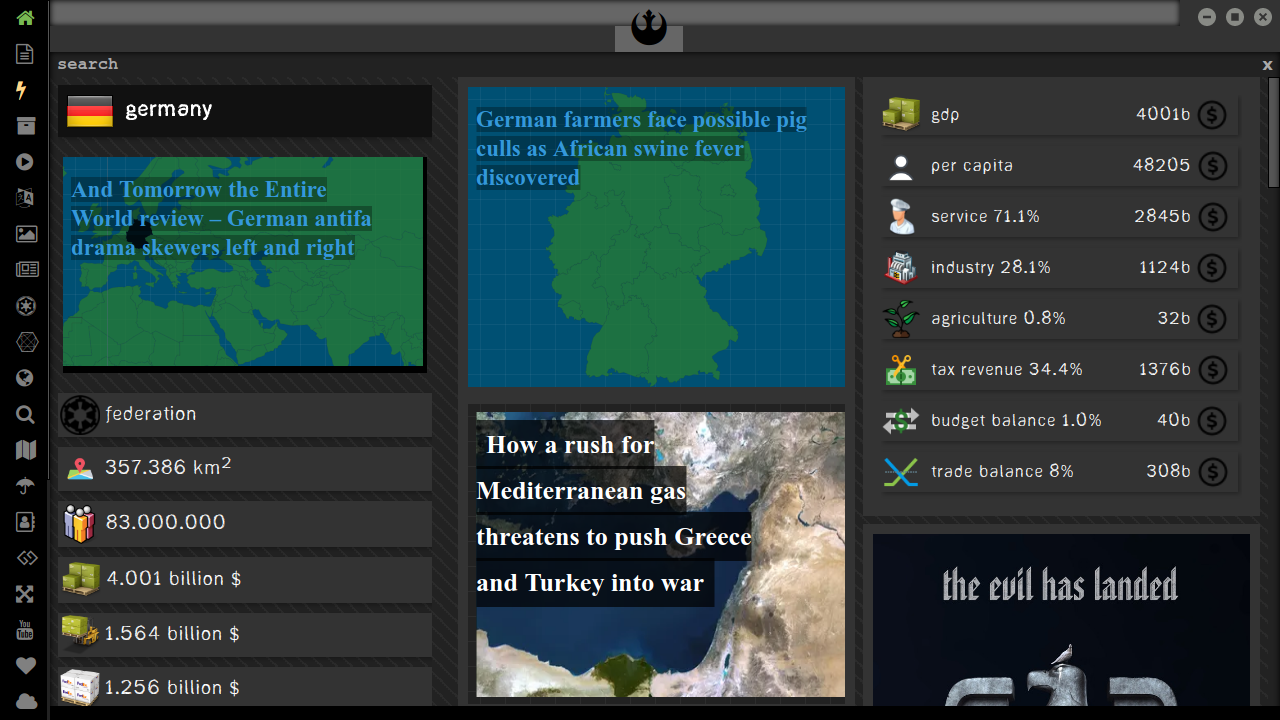 search
x
germany
And Tomorrow the Entire
World review – German antifa
drama skewers left and right
federation
357.386 km²
83.000.000
4.001 billion $
1.564 billion $
1.256 billion $
German farmers face possible pig
culls as African swine fever
discovered
How a rush for
Mediterranean gas
threatens to push Greece
and Turkey into war
gdp 4001b $
per capita 48205 $
service 71.1% 2845b $
industry 28.1% 1124b $
agriculture 0.8% 32b $
tax revenue 34.4% 1376b $
budget balance 1.0% 40b $
trade balance 8% 308b $
the evil has landed
You
Tube